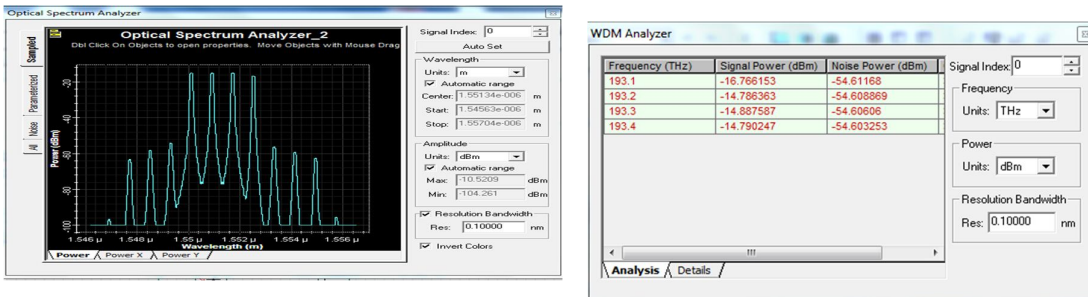 Optical Spectrum Analyzer
Optical Spectrum Analyzer_2
Dbl Click On Objects to open properties. Move Objects with Mouse Drag
Sampled
Parameterized
Noise
All
Power (dBm)
-20
-40
-60
-80
-100
1.546 µ 1.548 µ 1.55 µ 1.552 µ 1.554 µ 1.556 µ
Wavelength (m)
Power Power X Power Y
Signal Index: 0
Auto Set
Wavelength
Units: m
Automatic range
Center: 1.55134e-006 m
Start: 1.54563e-006 m
Stop: 1.55704e-006 m
Amplitude
Units: dBm
Automatic range
Max: -10.5209 dBm
Min: -104.261 dBm
Resolution Bandwidth
Res: 0.10000 nm
Invert Colors
WDM Analyzer
Frequency (THz) Signal Power (dBm) Noise Power (dBm)
193.1 -16.766153 -54.61168
193.2 -14.786363 -54.608869
193.3 -14.887587 -54.60606
193.4 -14.790247 -54.603253
Analysis Details
Signal Index: 0
Frequency
Units: THz
Power
Units: dBm
Resolution Bandwidth
Res: 0.10000 nm